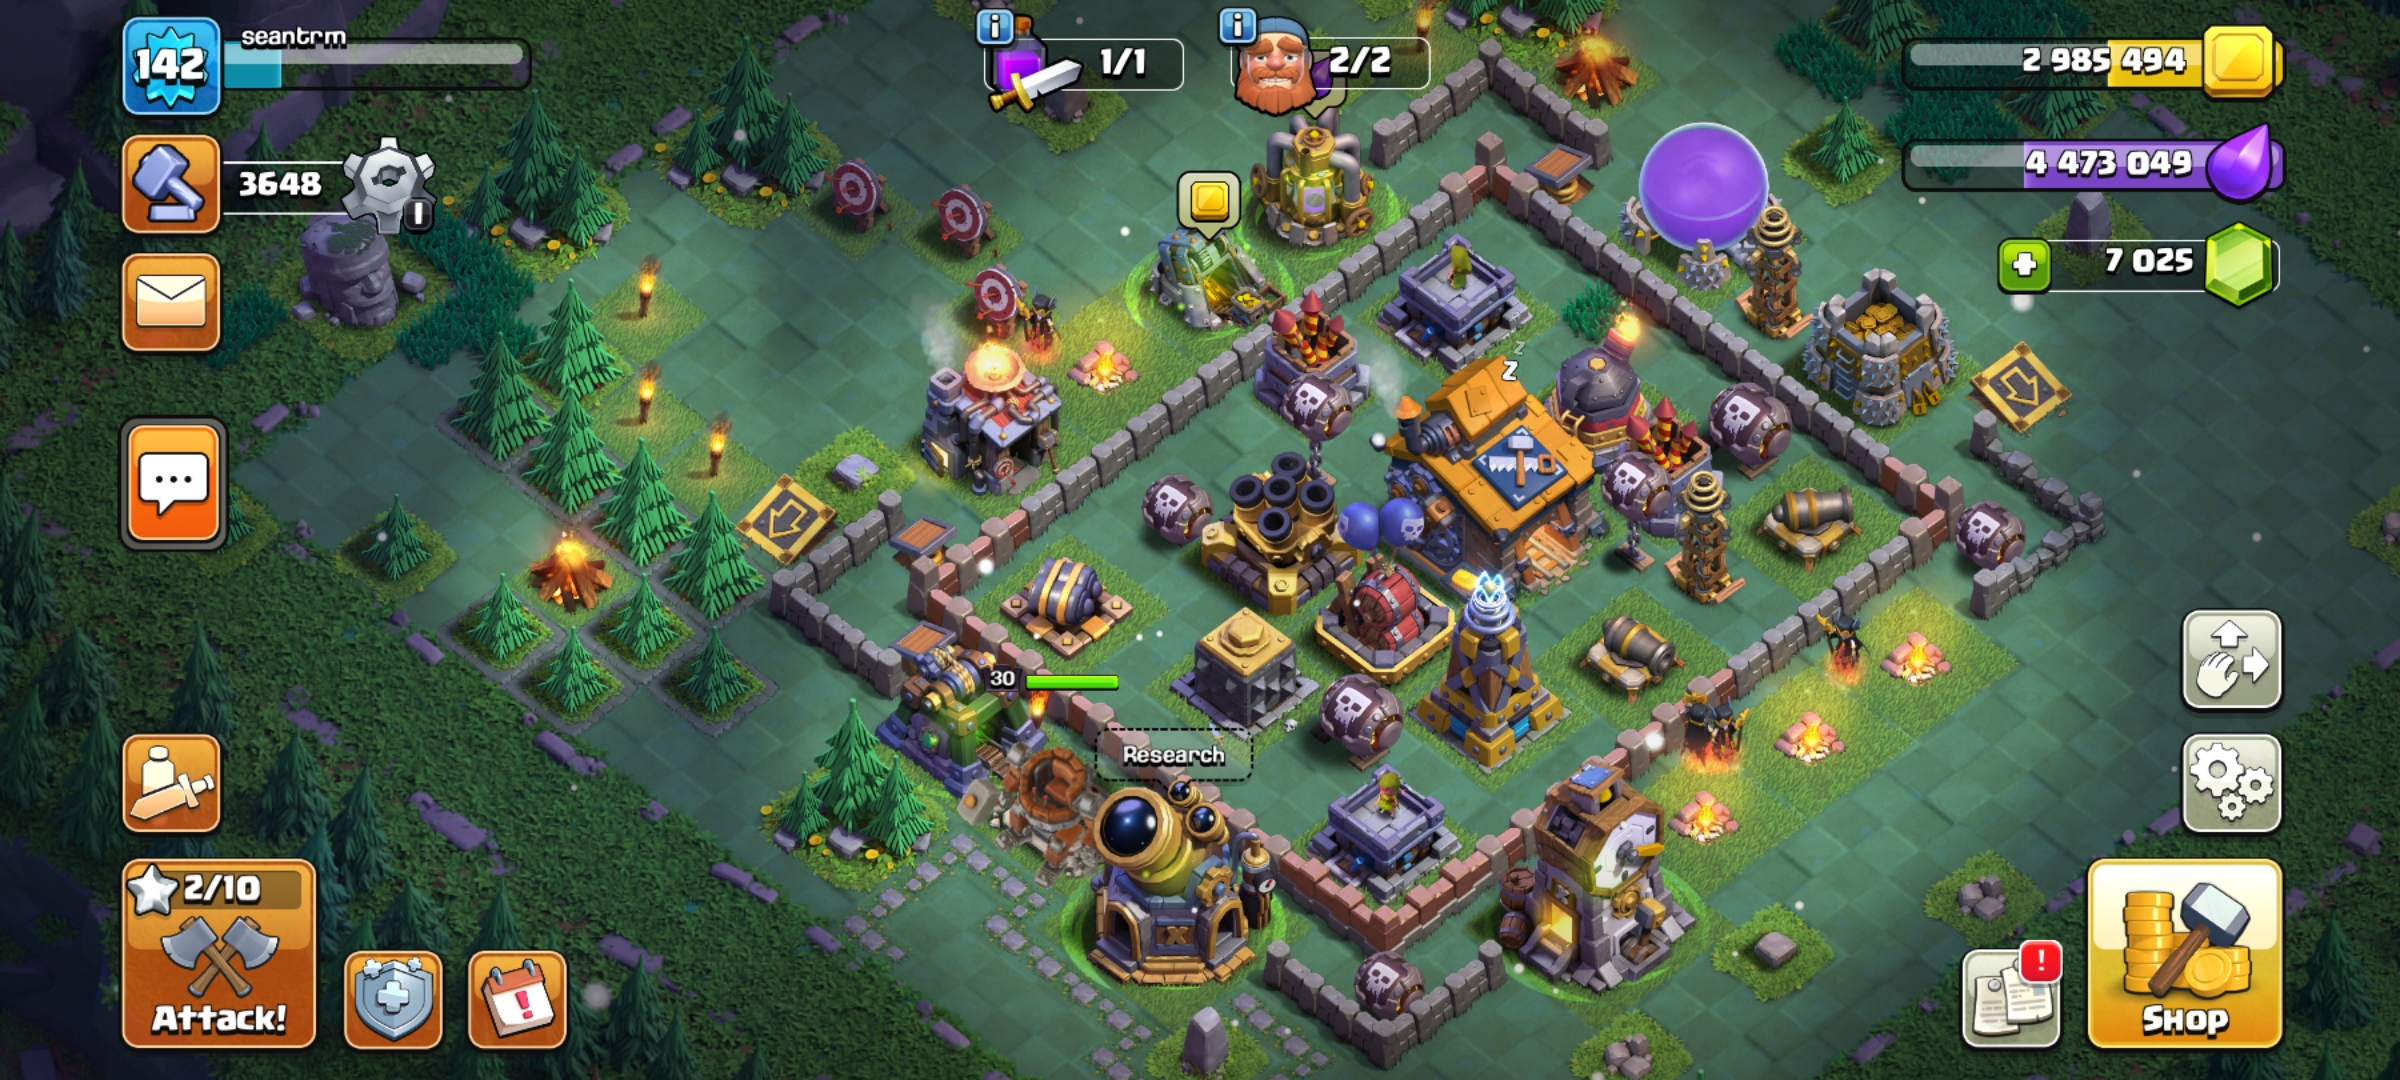 142
seantrm
1/1
2/2
2 985 494
3648
I
4 473 049
7 025
z
z
z
30
Research
2/10
Attack!
!
Shop